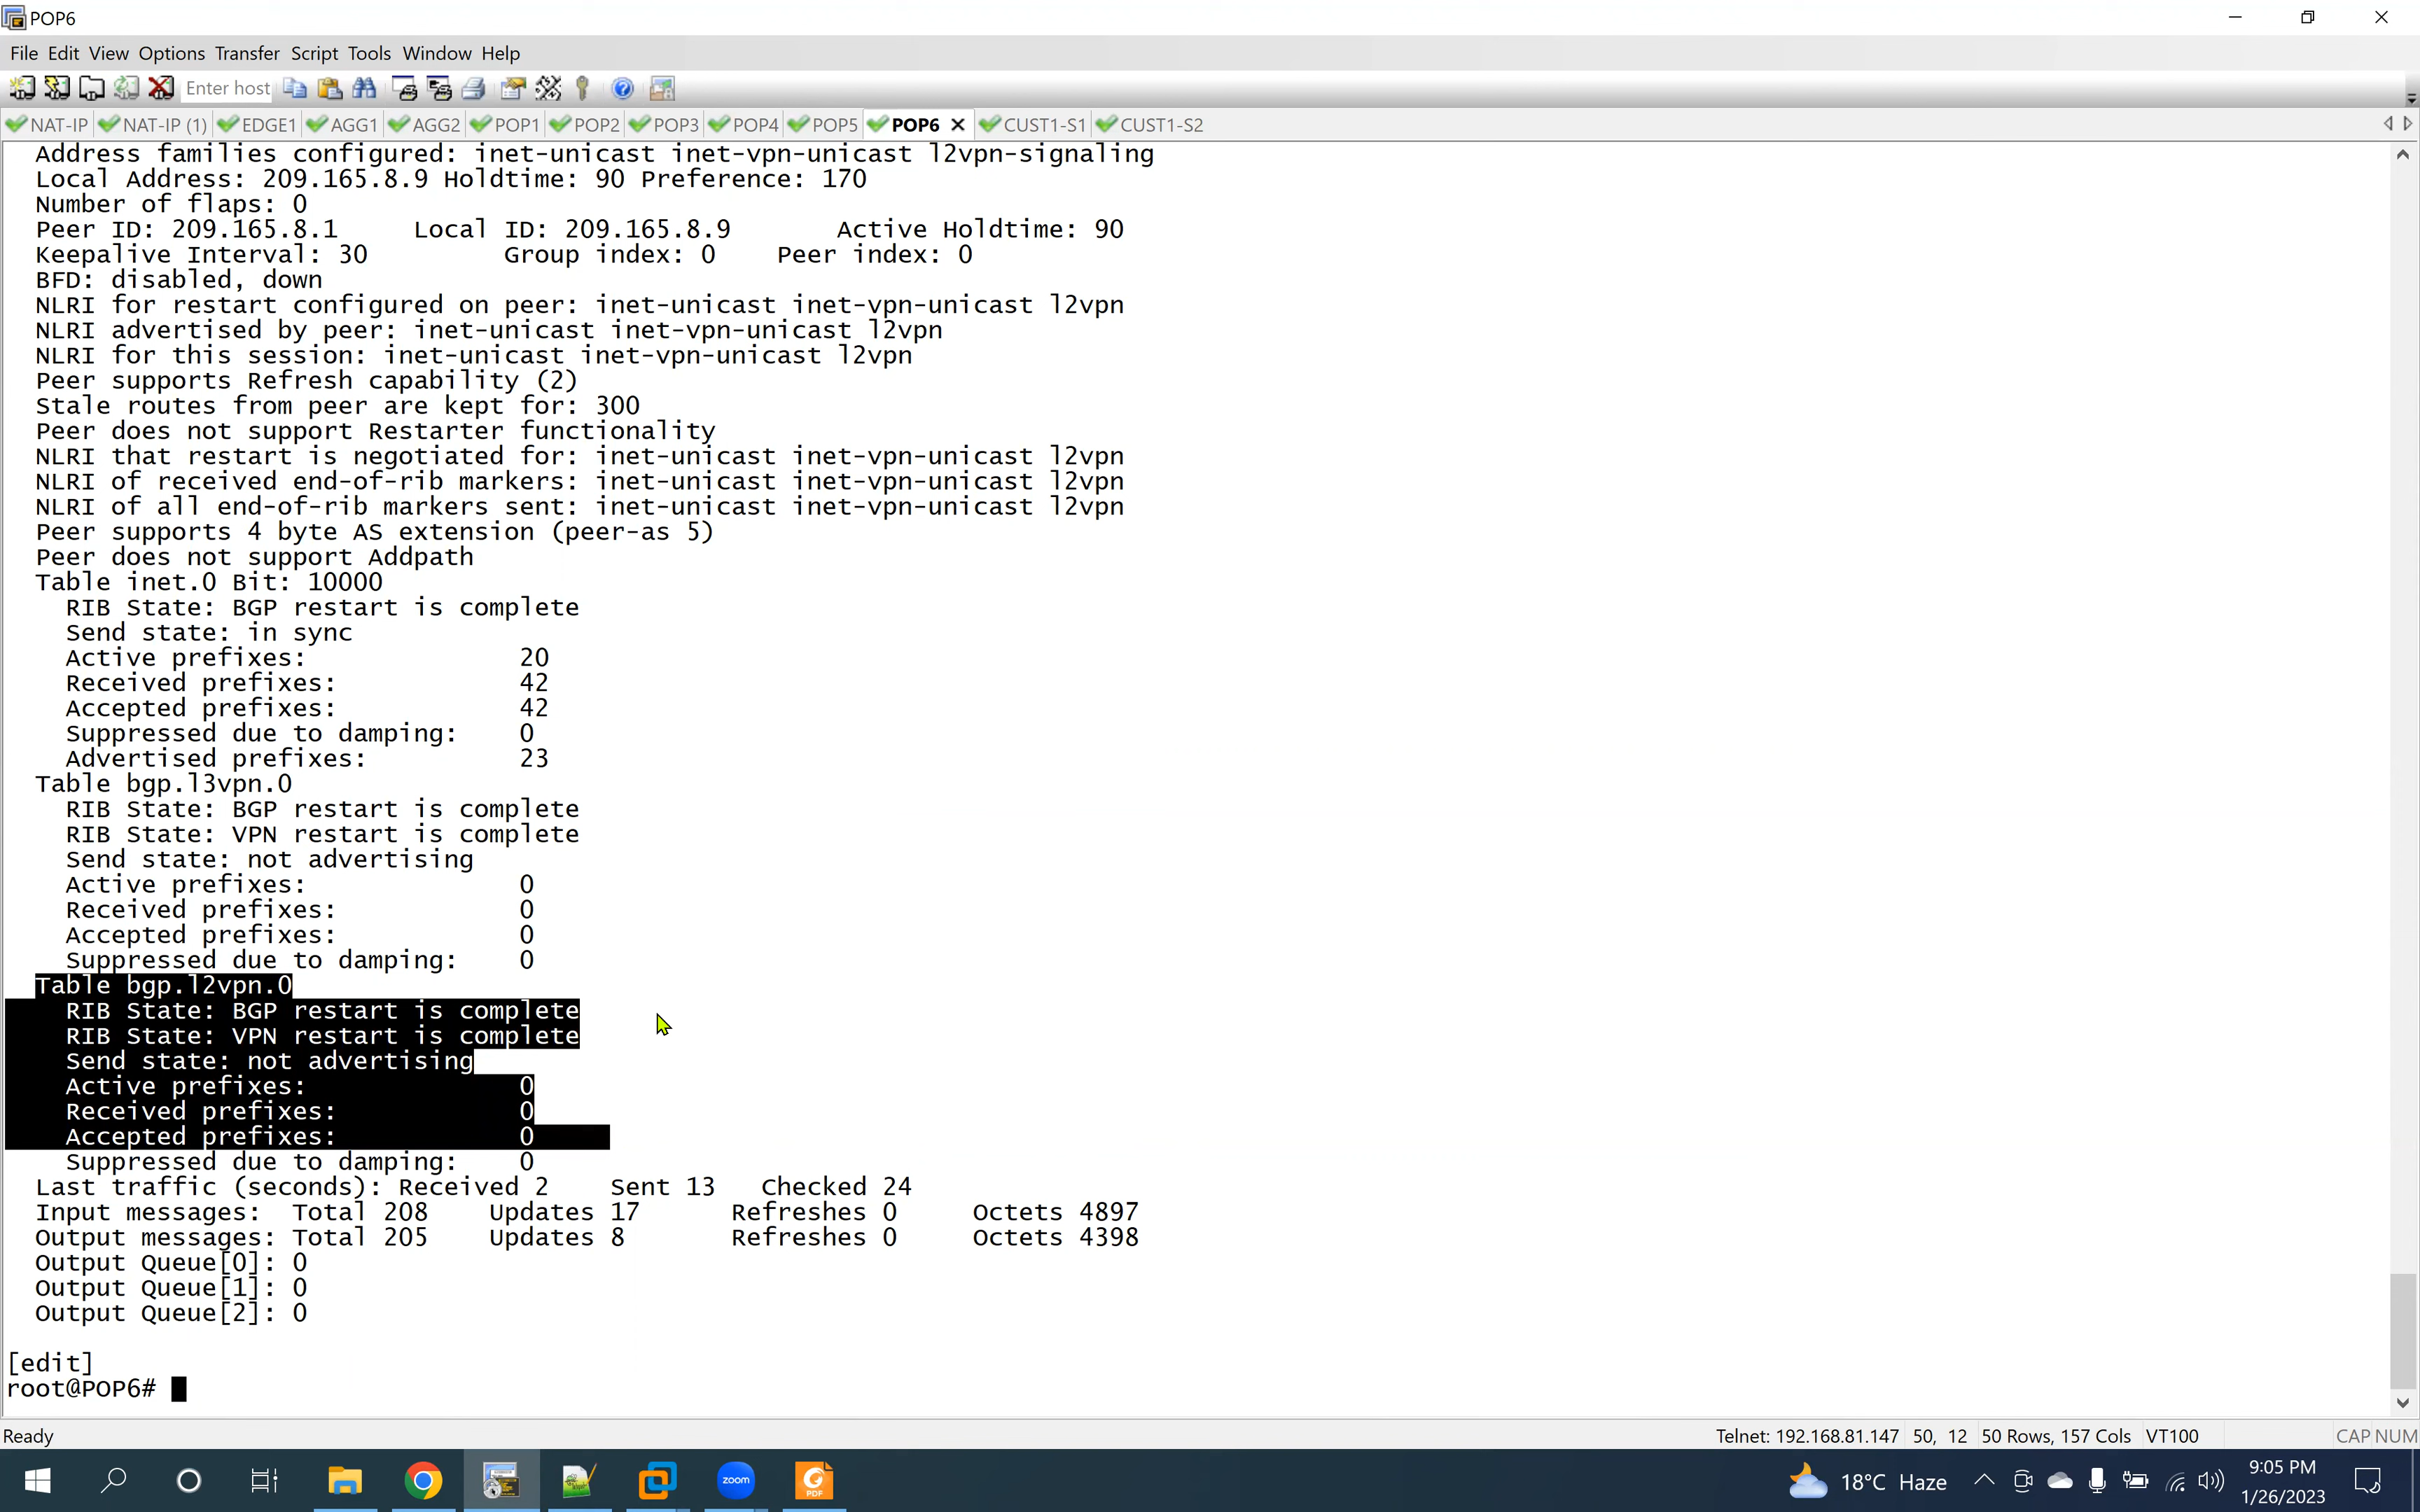 POP6
File Edit View Options Transfer Script Tools Window Help
Enter host
NAT-IP NAT-IP (1) EDGE1 AGG1 AGG2 POP1 POP2 POP3 POP4 POP5 POP6 CUST1-S1 CUST1-S2
Address families configured: inet-unicast inet-vpn-unicast l2vpn-signaling
Local Address: 209.165.8.9 Holdtime: 90 Preference: 170
Number of flaps: 0
Peer ID: 209.165.8.1 Local ID: 209.165.8.9 Active Holdtime: 90
Keepalive Interval: 30 Group index: 0 Peer index: 0
BFD: disabled, down
NLRI for restart configured on peer: inet-unicast inet-vpn-unicast l2vpn
NLRI advertised by peer: inet-unicast inet-vpn-unicast l2vpn
NLRI for this session: inet-unicast inet-vpn-unicast l2vpn
Peer supports Refresh capability (2)
Stale routes from peer are kept for: 300
Peer does not support Restarter functionality
NLRI that restart is negotiated for: inet-unicast inet-vpn-unicast l2vpn
NLRI of received end-of-rib markers: inet-unicast inet-vpn-unicast l2vpn
NLRI of all end-of-rib markers sent: inet-unicast inet-vpn-unicast l2vpn
Peer supports 4 byte AS extension (peer-as 5)
Peer does not support Addpath
Table inet.0 Bit: 10000
RIB State: BGP restart is complete
Send state: in sync
Active prefixes: 20
Received prefixes: 42
Accepted prefixes: 42
Suppressed due to damping: 0
Advertised prefixes: 23
Table bgp.l3vpn.0
RIB State: BGP restart is complete
RIB State: VPN restart is complete
Send state: not advertising
Active prefixes: 0
Received prefixes: 0
Accepted prefixes: 0
Suppressed due to damping: 0
Table bgp.l2vpn.0
RIB State: BGP restart is complete
RIB State: VPN restart is complete
Send state: not advertising
Active prefixes: 0
Received prefixes: 0
Accepted prefixes: 0
Suppressed due to damping: 0
Last traffic (seconds): Received 2 Sent 13 Checked 24
Input messages: Total 208 Updates 17 Refreshes 0 Octets 4897
Output messages: Total 205 Updates 8 Refreshes 0 Octets 4398
Output Queue[0]: 0
Output Queue[1]: 0
Output Queue[2]: 0
[edit]
root@POP6#
Ready Telnet: 192.168.81.147 50, 12 50 Rows, 157 Cols VT100 CAP NUM
zoom PDF 18°C Haze 9:05 PM
1/26/2023